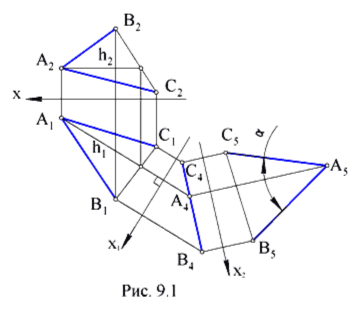 B₂
A₂
h₂
C₂
x
A₁
C₁
h₁
C₅
α
C₄
A₅
A₄
B₁
x₁
B₄
B₅
x₂
Рис. 9.1